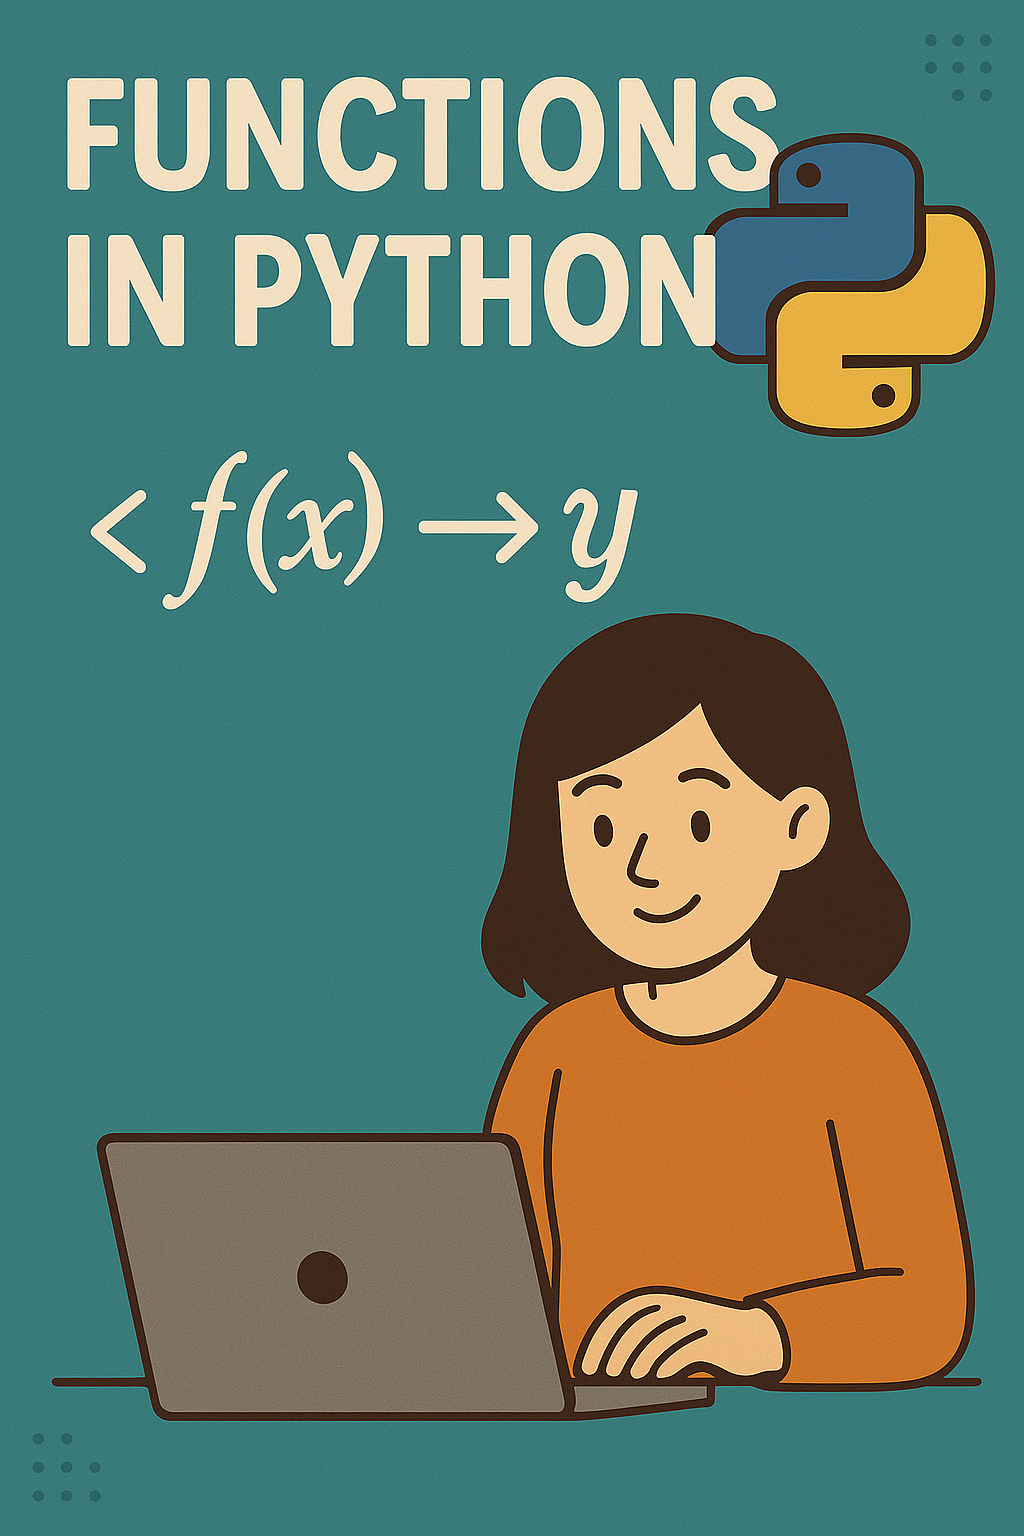 FUNCTIONS
IN PYTHON
< f(x) → y